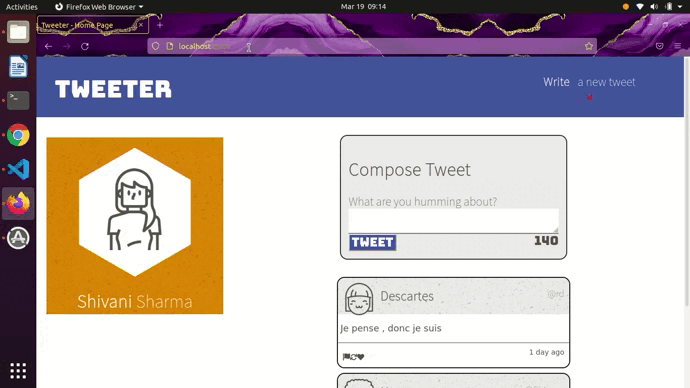 Activities
Firefox Web Browser
Mar 19 09:14
Tweeter - Home Page
localhost
TWEETER
Write a new tweet
Shivani Sharma
Compose Tweet
What are you humming about?
TWEET
140
Descartes
Je pense , donc je suis
1 day ago